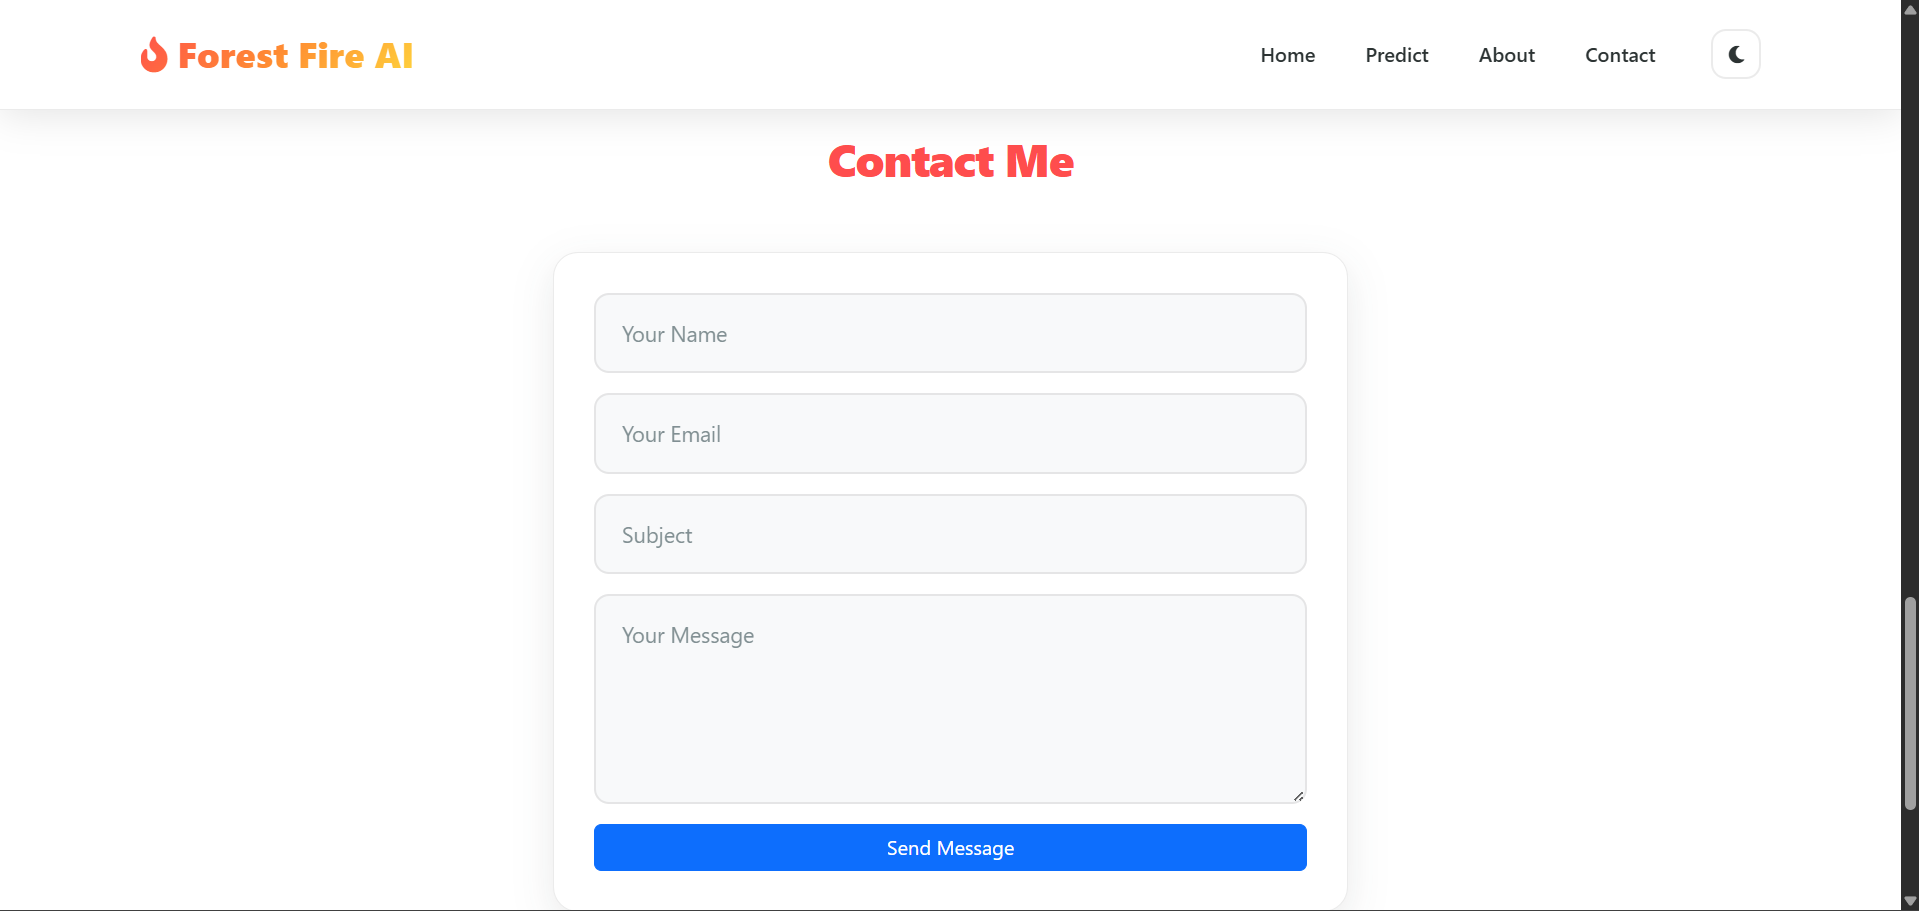 Forest Fire AI
Home Predict About Contact
Contact Me
Your Name
Your Email
Subject
Your Message
Send Message